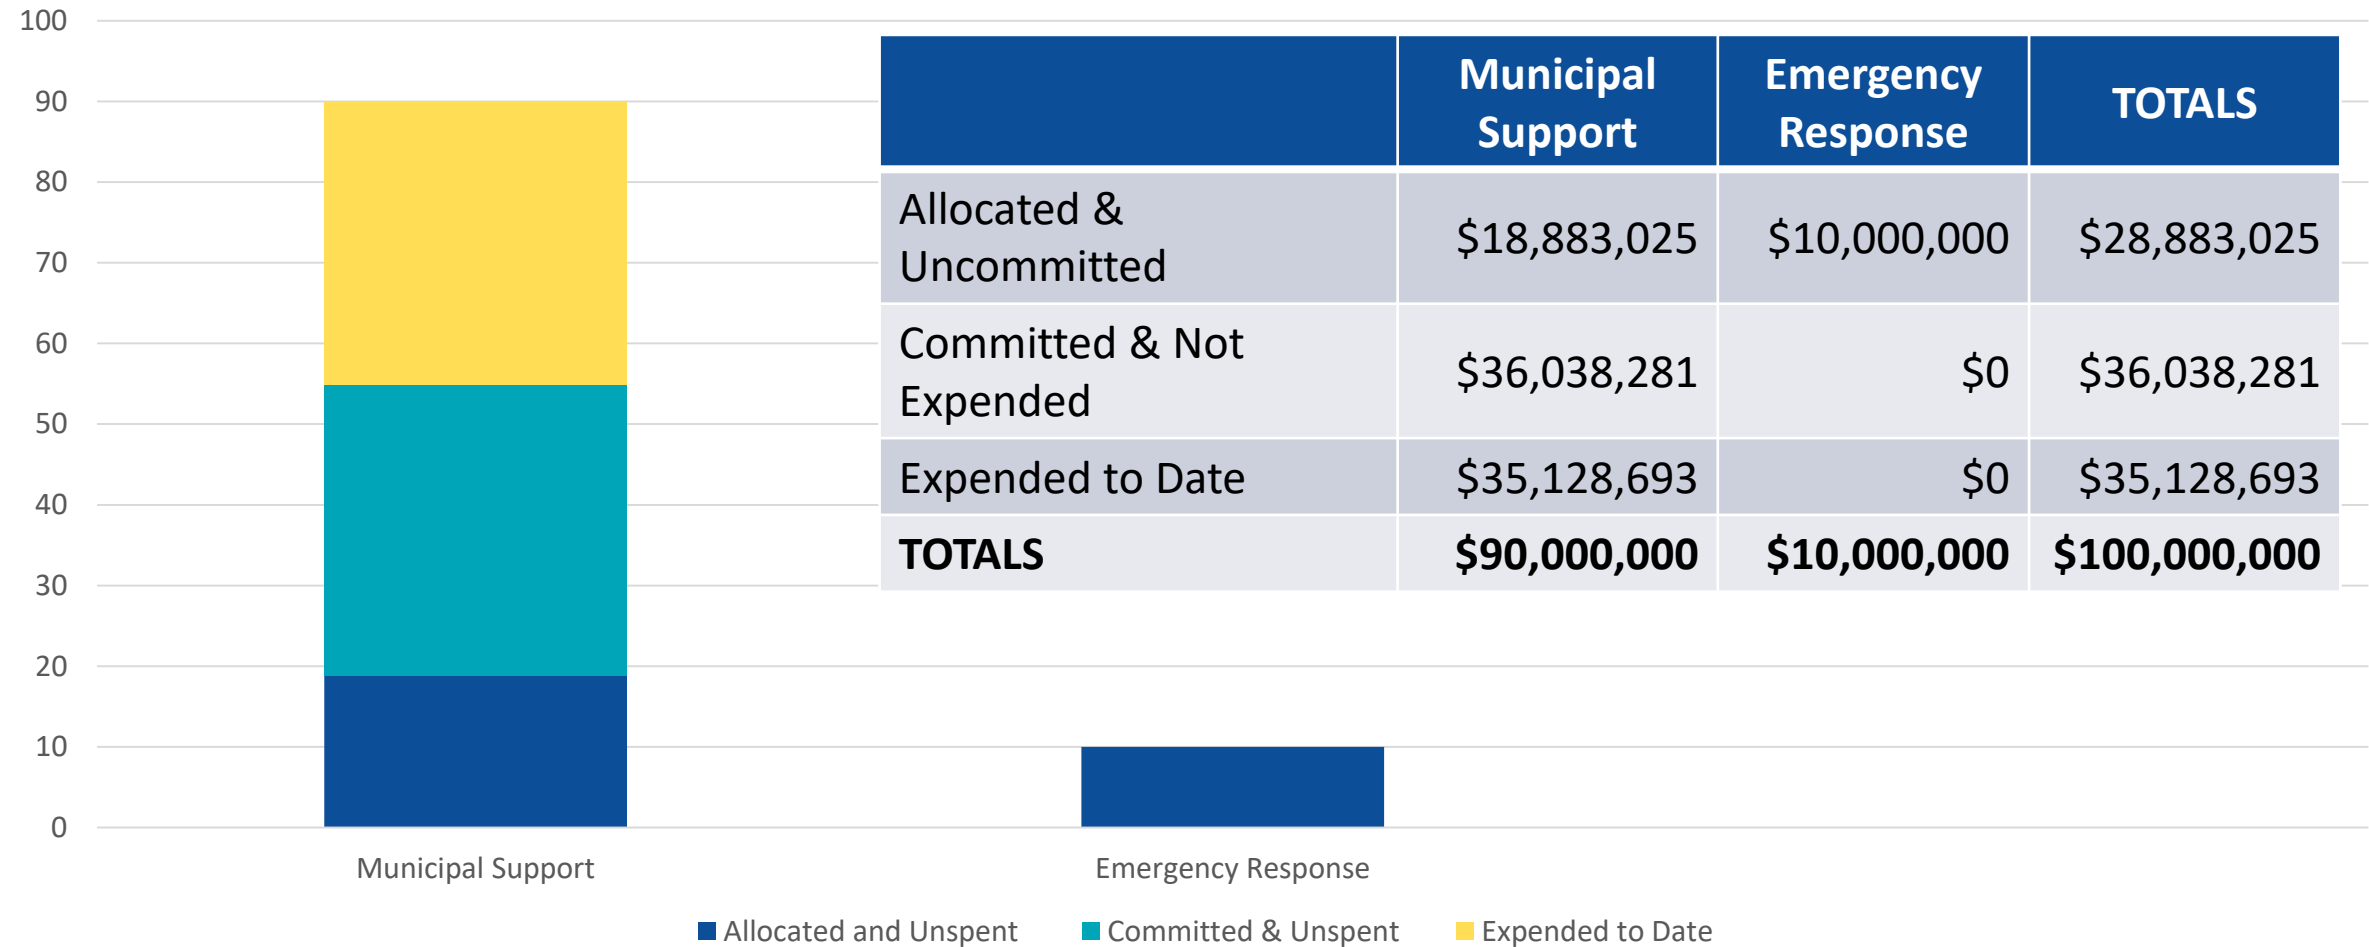 100
90
80
70
60
50
40
30
20
10
0
Municipal Support
Emergency Response
TOTALS
Allocated & Uncommitted
$18,883,025
$10,000,000
$28,883,025
Committed & Not Expended
$36,038,281
$0
$36,038,281
Expended to Date
$35,128,693
$0
$35,128,693
TOTALS
$90,000,000
$10,000,000
$100,000,000
Municipal Support
Emergency Response
Allocated and Unspent
Committed & Unspent
Expended to Date